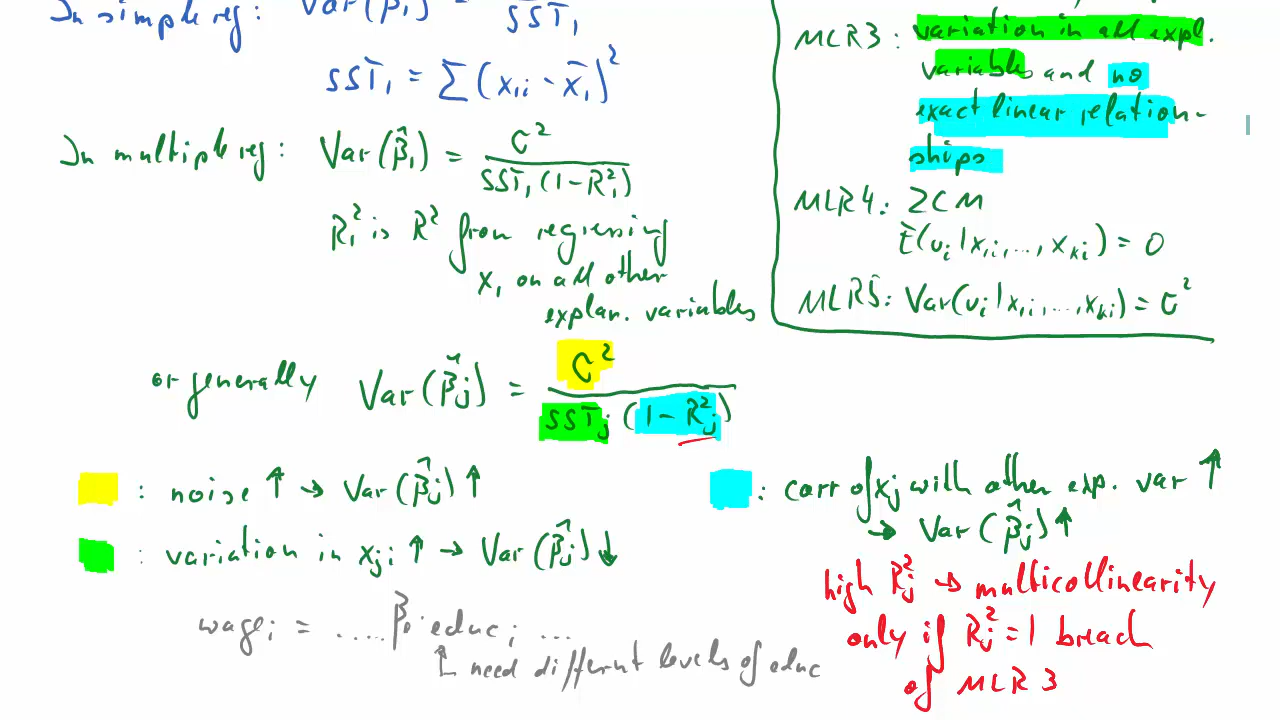 In simple reg: Var(β̂₁) = SST₁
SST₁ = Σ(x₁ᵢ - x̄₁)²
In multiple reg: Var(β̂₁) = σ² / SST₁(1-R₁²)
R₁² is R² from regressing
x₁ on all other
explan. variables
or generally Var(β̂ⱼ) = σ² / SSTⱼ(1-Rⱼ²)
: noise ↑ → Var(β̂ⱼ)↑
: variation in xⱼᵢ ↑ → Var(β̂ⱼ)↓
wageᵢ = ..... β₁·educᵢ ...
↑ need different levels of educ
MLR3: variation in all expl.
variables and no
exact linear relation-
ships
MLR4: ZCM
E(uᵢ|x₁ᵢ,...,xₖᵢ) = 0
MLR5: Var(uᵢ|x₁ᵢ,...,xₖᵢ) = σ²
: corr of xⱼ with other exp. var ↑
→ Var(β̂ⱼ)↑
high Rⱼ² → multicollinearity
only if Rⱼ²=1 breach
of MLR3